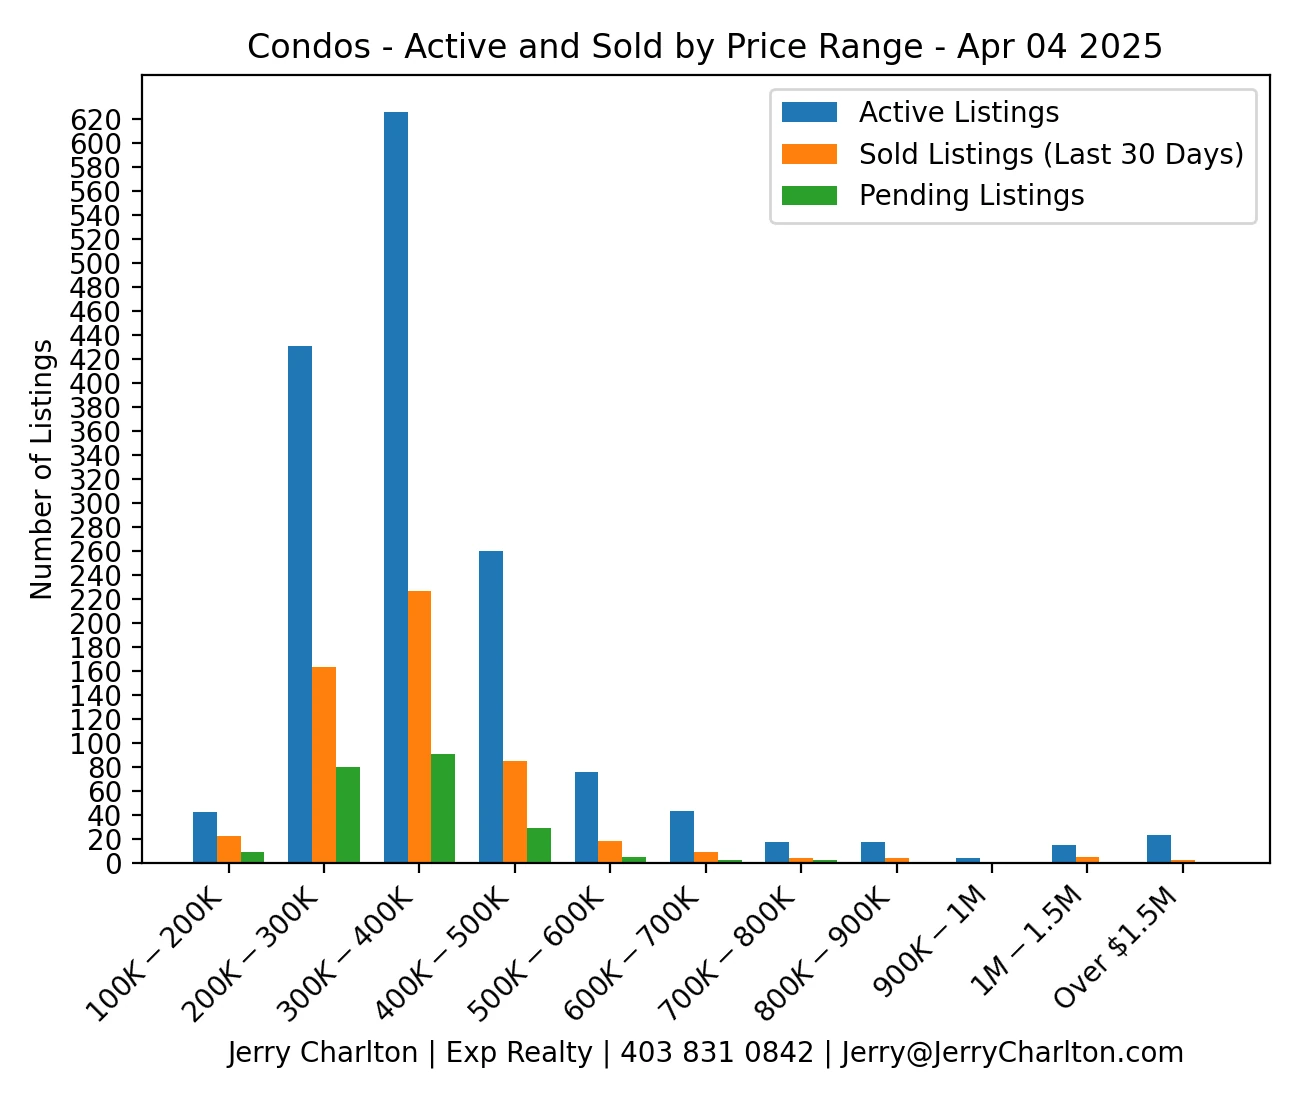 Condos - Active and Sold by Price Range - Apr 04 2025
Active Listings
Sold Listings (Last 30 Days)
Pending Listings
Number of Listings
620
600
580
560
540
520
500
480
460
440
420
400
380
360
340
320
300
280
260
240
220
200
180
160
140
120
100
80
60
40
20
0
100K − 200K
200K − 300K
300K − 400K
400K − 500K
500K − 600K
600K − 700K
700K − 800K
800K − 900K
900K − 1M
1M − 1.5M
Over $1.5M
Jerry Charlton | Exp Realty | 403 831 0842 | Jerry@JerryCharlton.com